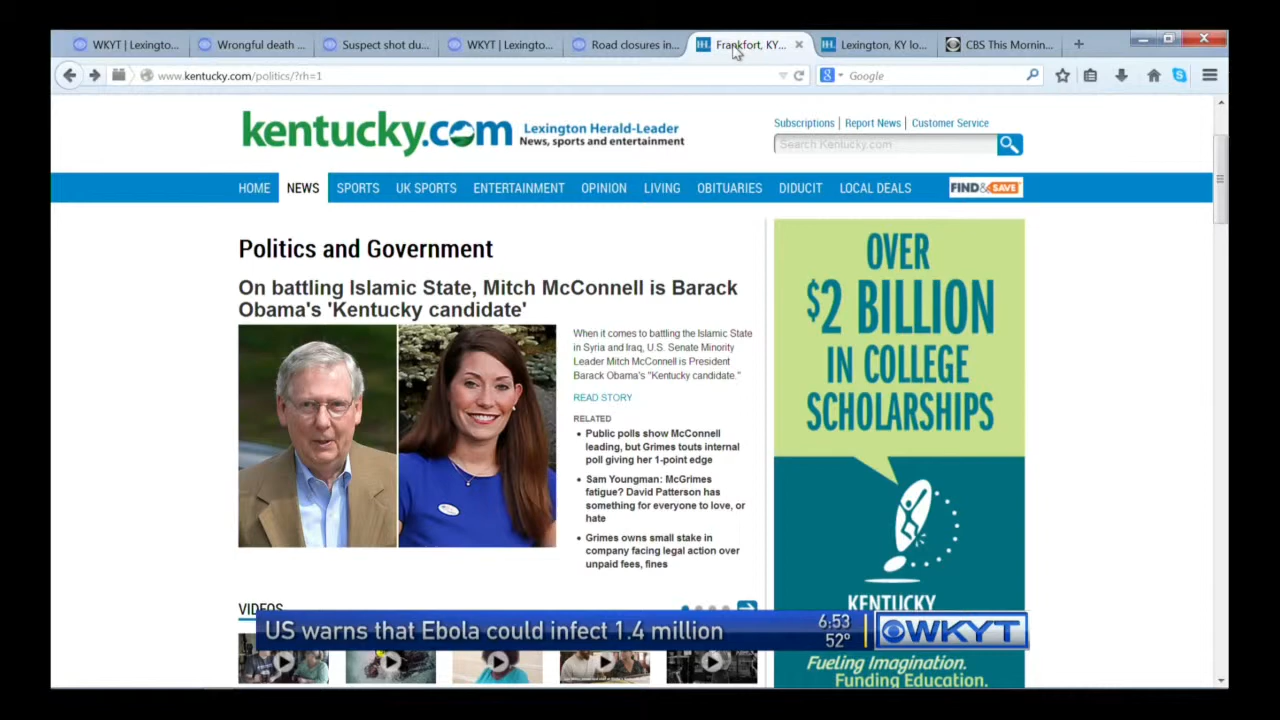 WKYT | Lexingto...
Wrongful death ...
Suspect shot du...
WKYT | Lexingto...
Road closures in...
Frankfort, KY...
Lexington, KY lo...
CBS This Mornin...
www.kentucky.com/politics/?rh=1
Google
kentucky.com
Lexington Herald-Leader
News, sports and entertainment
Subscriptions | Report News | Customer Service
Search Kentucky.com
HOME NEWS SPORTS UK SPORTS ENTERTAINMENT OPINION LIVING OBITUARIES DIDUCIT LOCAL DEALS FIND&SAVE
Politics and Government
On battling Islamic State, Mitch McConnell is Barack
Obama's 'Kentucky candidate'
When it comes to battling the Islamic State
in Syria and Iraq, U.S. Senate Minority
Leader Mitch McConnell is President
Barack Obama's "Kentucky candidate."
READ STORY
RELATED
• Public polls show McConnell
leading, but Grimes touts internal
poll giving her 1-point edge
• Sam Youngman: McGrimes
fatigue? David Patterson has
something for everyone to love, or
hate
• Grimes owns small stake in
company facing legal action over
unpaid fees, fines
VIDEOS
OVER
$2 BILLION
IN COLLEGE
SCHOLARSHIPS
KENTUCKY
Fueling Imagination.
Funding Education.
US warns that Ebola could infect 1.4 million
6:53
52°
WKYT